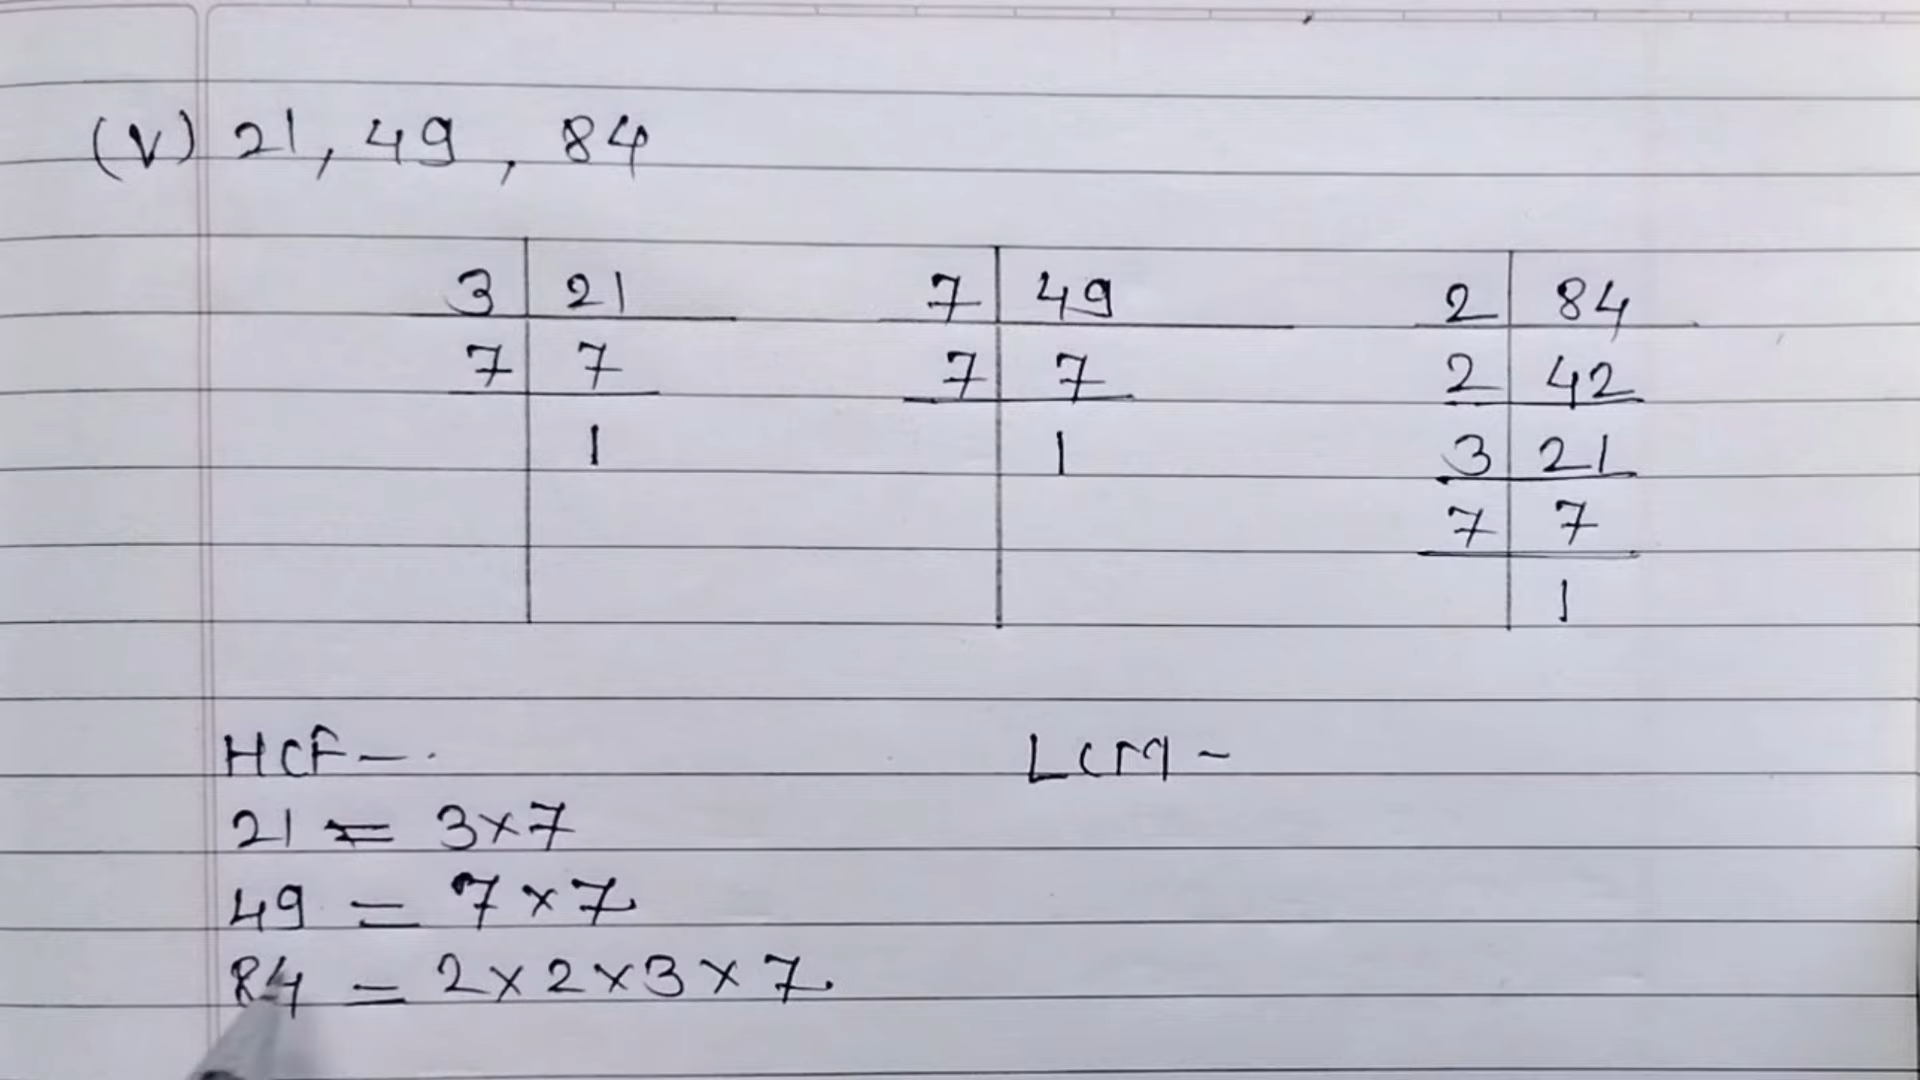 (V) 21, 49, 84
3 | 21   7 | 49   2 | 84
7 | 7   7 | 7   2 | 42
1   1   3 | 21
7 | 7
1
HCF -   LCM -
21 = 3×7
49 = 7×7
84 = 2×2×3×7.